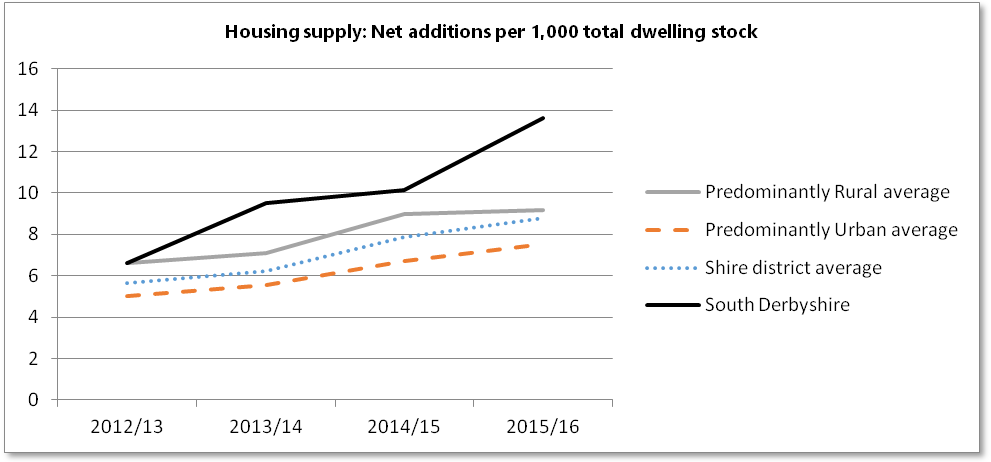 Housing supply: Net additions per 1,000 total dwelling stock
16
14
12
10
8
6
4
2
0
2012/13 2013/14 2014/15 2015/16
Predominantly Rural average
Predominantly Urban average
Shire district average
South Derbyshire